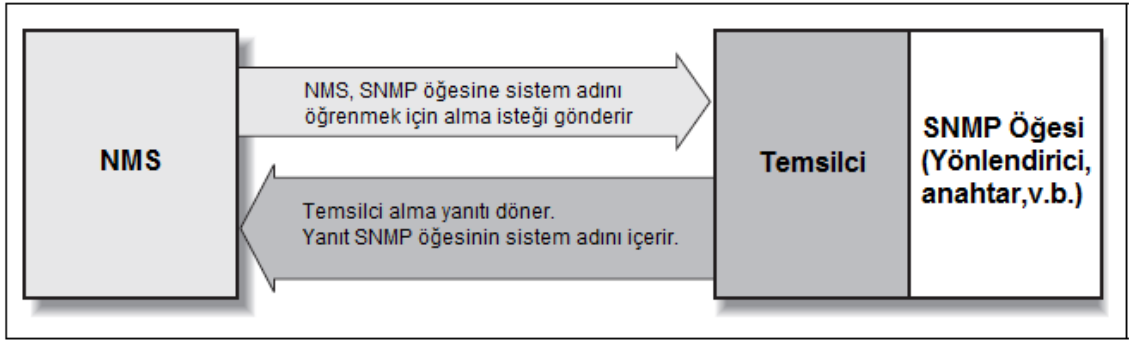 NMS
NMS, SNMP öğesine sistem adını
öğrenmek için alma isteği gönderir
Temsilci alma yanıtı döner.
Yanıt SNMP öğesinin sistem adını içerir.
Temsilci
SNMP Öğesi
(Yönlendirici,
anahtar,v.b.)